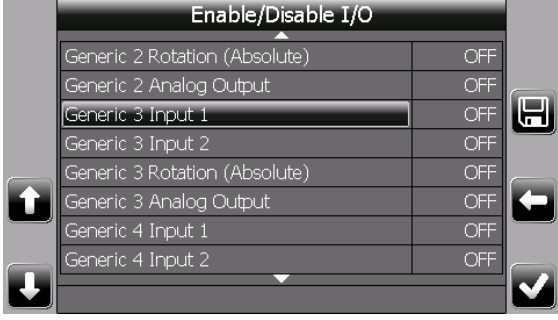 Enable/Disable I/O
Generic 2 Rotation (Absolute) OFF
Generic 2 Analog Output OFF
Generic 3 Input 1 OFF
Generic 3 Input 2 OFF
Generic 3 Rotation (Absolute) OFF
Generic 3 Analog Output OFF
Generic 4 Input 1 OFF
Generic 4 Input 2 OFF